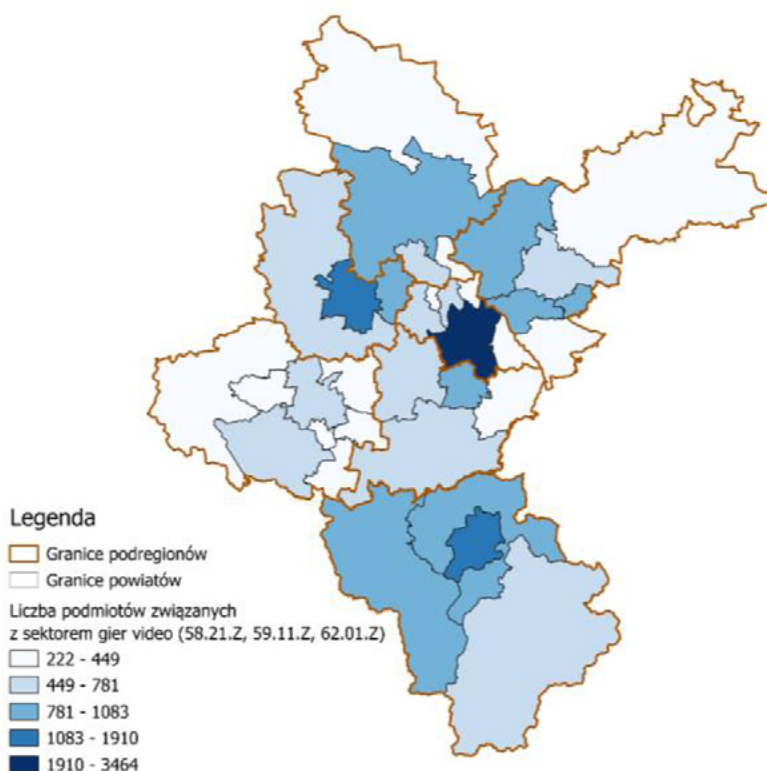 Legenda
Granice podregionów
Granice powiatów
Liczba podmiotów związanych
z sektorem gier video (58.21.Z, 59.11.Z, 62.01.Z)
222 - 449
449 - 781
781 - 1083
1083 - 1910
1910 - 3464